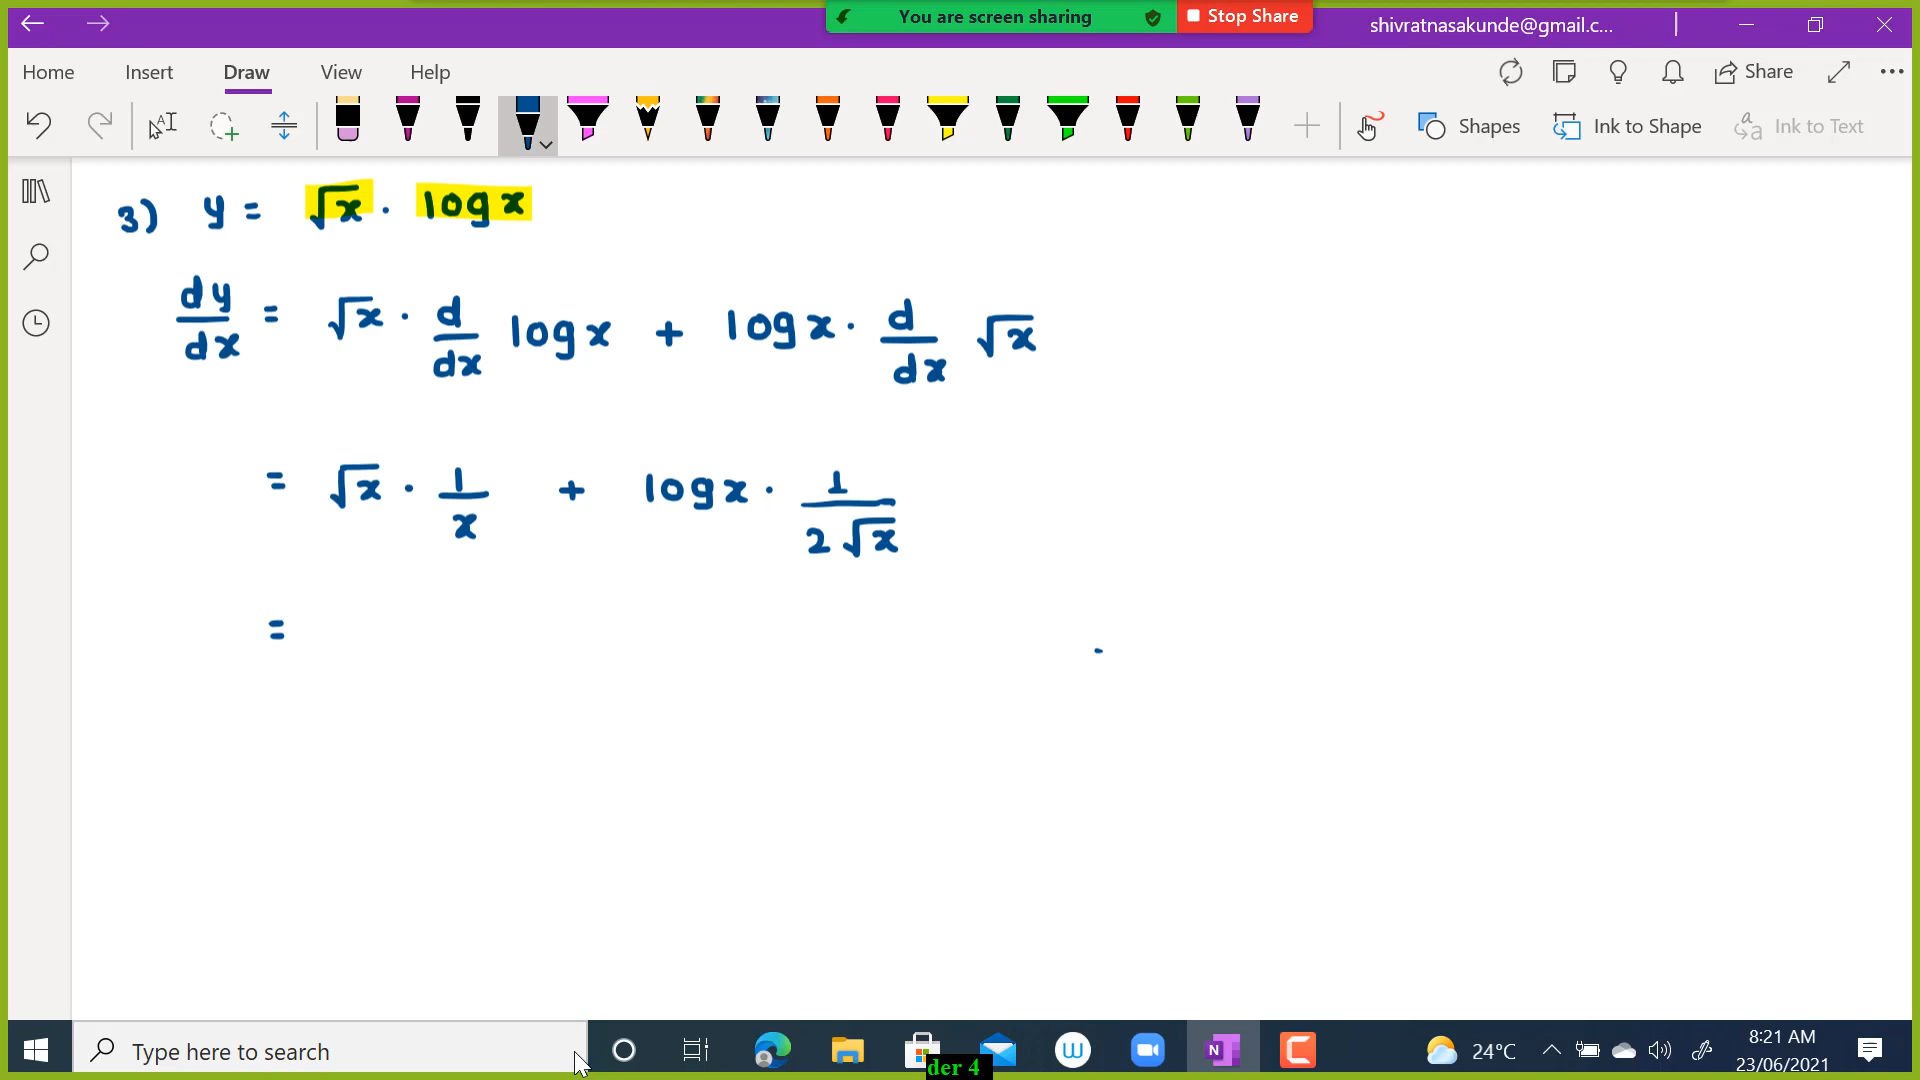 You are screen sharing
Stop Share
shivratnasakunde@gmail.c...
Home Insert Draw View Help
Share
Shapes
Ink to Shape
Ink to Text
3) y = √x · log x
dy/dx = √x · d/dx log x + log x · d/dx √x
= √x · 1/x + log x · 1/2√x
=
Type here to search
der 4
24°C
8:21 AM
23/06/2021